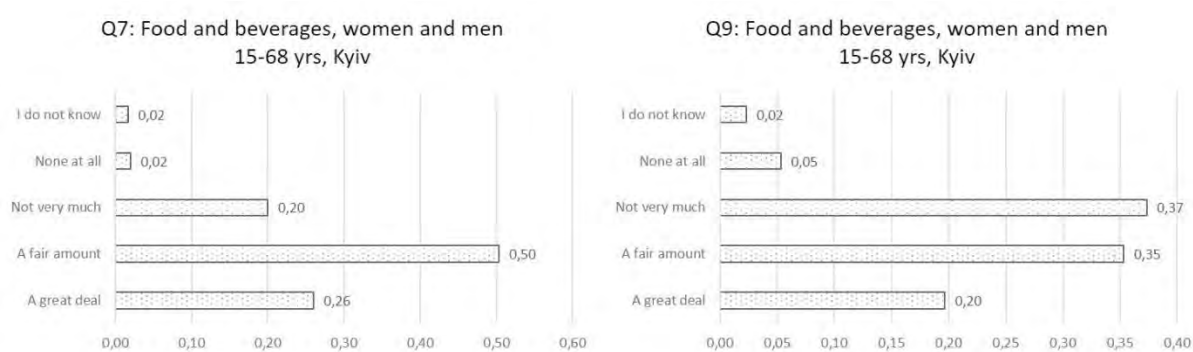 Q7: Food and beverages, women and men
15-68 yrs, Kyiv
I do not know
0,02
None at all
0,02
Not very much
0,20
A fair amount
0,50
A great deal
0,26
0,00 0,10 0,20 0,30 0,40 0,50 0,60
Q9: Food and beverages, women and men
15-68 yrs, Kyiv
I do not know
0,02
None at all
0,05
Not very much
0,37
A fair amount
0,35
A great deal
0,20
0,00 0,05 0,10 0,15 0,20 0,25 0,30 0,35 0,40